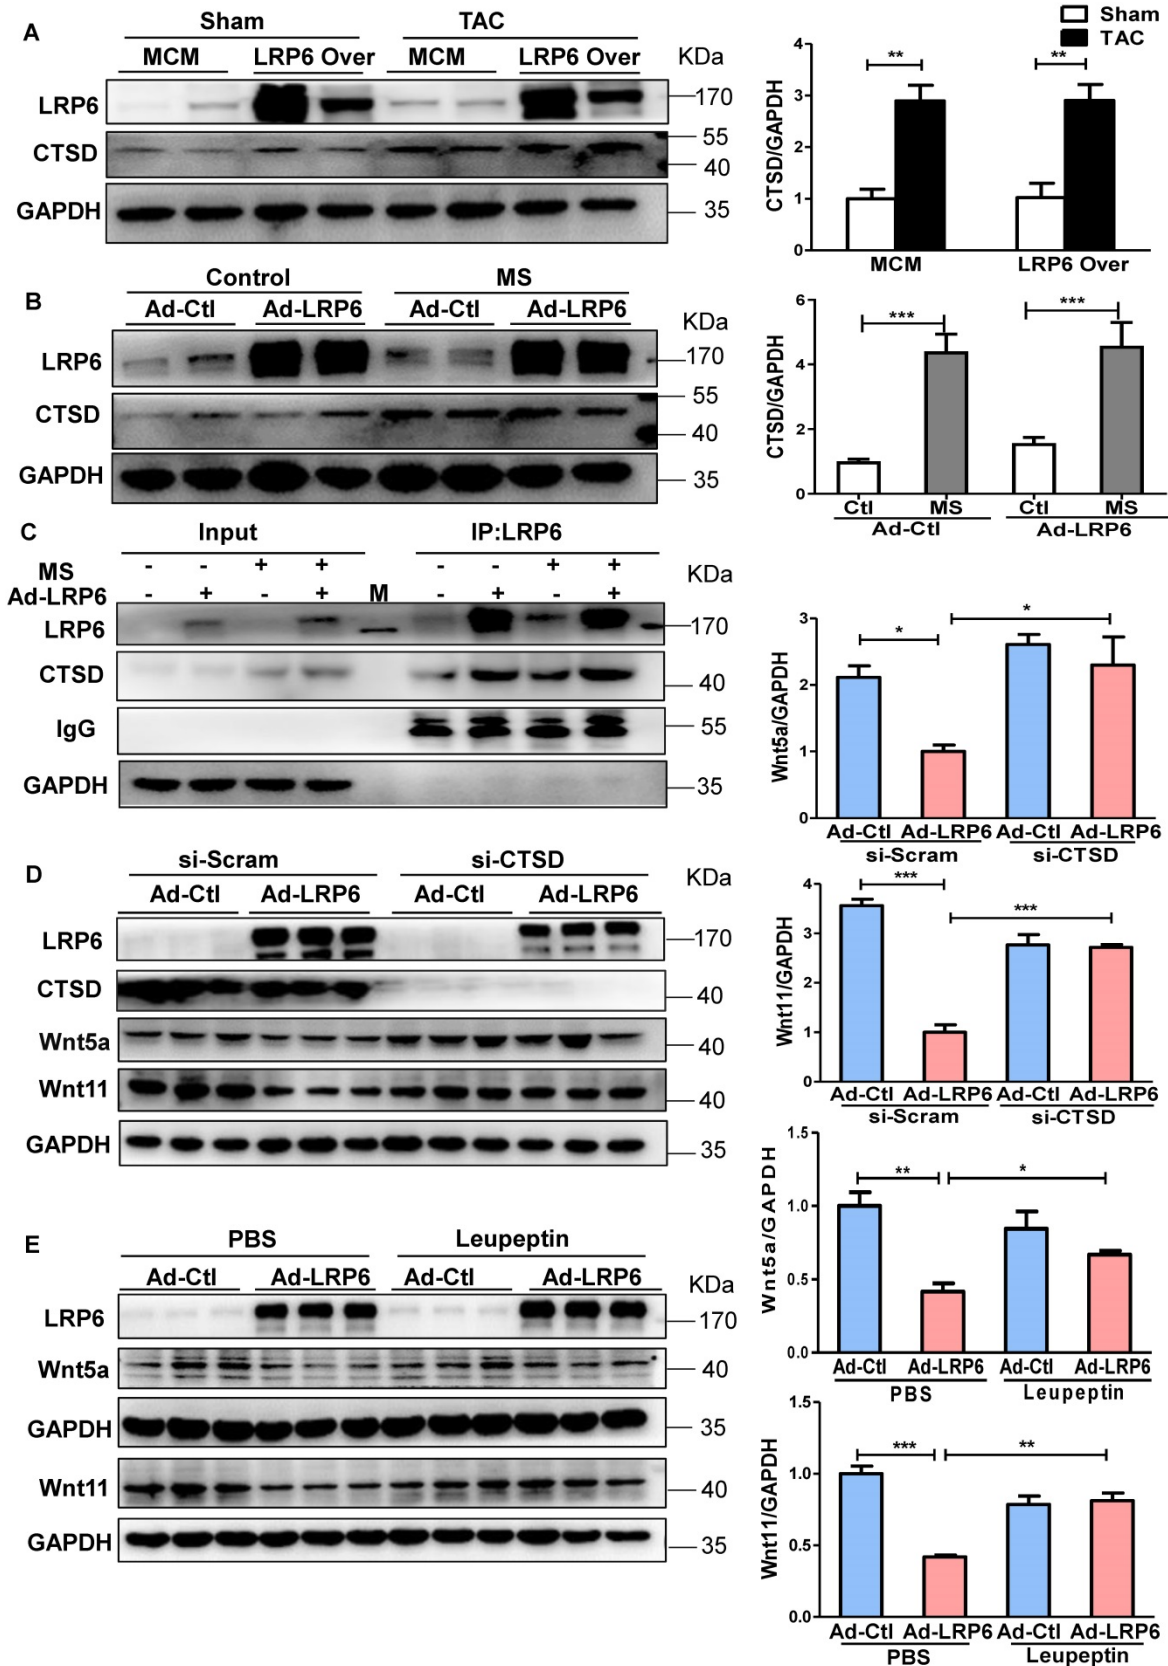 A
Sham TAC
MCM LRP6 Over MCM LRP6 Over KDa
LRP6 170
CTSD 55
40
GAPDH 35
Sham
TAC
CTSD/GAPDH
4
3
2
1
0
** **
MCM LRP6 Over
B
Control MS
Ad-Ctl Ad-LRP6 Ad-Ctl Ad-LRP6 KDa
LRP6 170
CTSD 55
40
GAPDH 35
CTSD/GAPDH
6
4
2
0
*** ***
Ctl MS Ctl MS
Ad-Ctl Ad-LRP6
C
Input IP:LRP6
MS - - + + - - + + KDa
Ad-LRP6 - + - + M - + - +
LRP6 170
CTSD 40
IgG 55
GAPDH 35
Wnt5a/GAPDH
3
2
1
0
* *
Ad-Ctl Ad-LRP6 Ad-Ctl Ad-LRP6
si-Scram si-CTSD
D
si-Scram si-CTSD
Ad-Ctl Ad-LRP6 Ad-Ctl Ad-LRP6 KDa
LRP6 170
CTSD 40
Wnt5a 40
Wnt11 40
GAPDH 35
Wnt11/GAPDH
4
3
2
1
0
*** ***
Ad-Ctl Ad-LRP6 Ad-Ctl Ad-LRP6
si-Scram si-CTSD
Wnt5a/GAPDH
1.5
1.0
0.5
0.0
** *
Ad-Ctl Ad-LRP6 Ad-Ctl Ad-LRP6
PBS Leupeptin
E
PBS Leupeptin
Ad-Ctl Ad-LRP6 Ad-Ctl Ad-LRP6 KDa
LRP6 170
Wnt5a 40
GAPDH 35
Wnt11 40
GAPDH 35
Wnt11/GAPDH
1.5
1.0
0.5
0.0
*** **
Ad-Ctl Ad-LRP6 Ad-Ctl Ad-LRP6
PBS Leupeptin